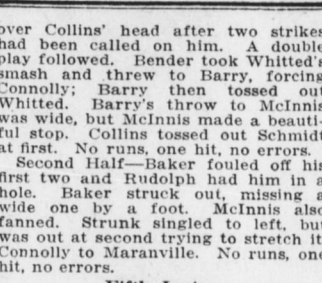 over Collins' head after two strikes
had been called on him. A double
play followed. Bender took Whitted's
smash and threw to Barry, forcing
Connolly; Barry then tossed out
Whitted. Barry's throw to McInnis
was wide, but McInnis made a beauti-
ful stop. Collins tossed out Schmidt
at first. No runs, one hit, no errors.
Second Half—Baker fouled off his
first two and Rudolph had him in a
hole. Baker struck out, missing a
wide one by a foot. McInnis also
fanned. Strunk singled to left, but
was out at second trying to stretch it,
Connolly to Maranville. No runs, one
hit, no errors.